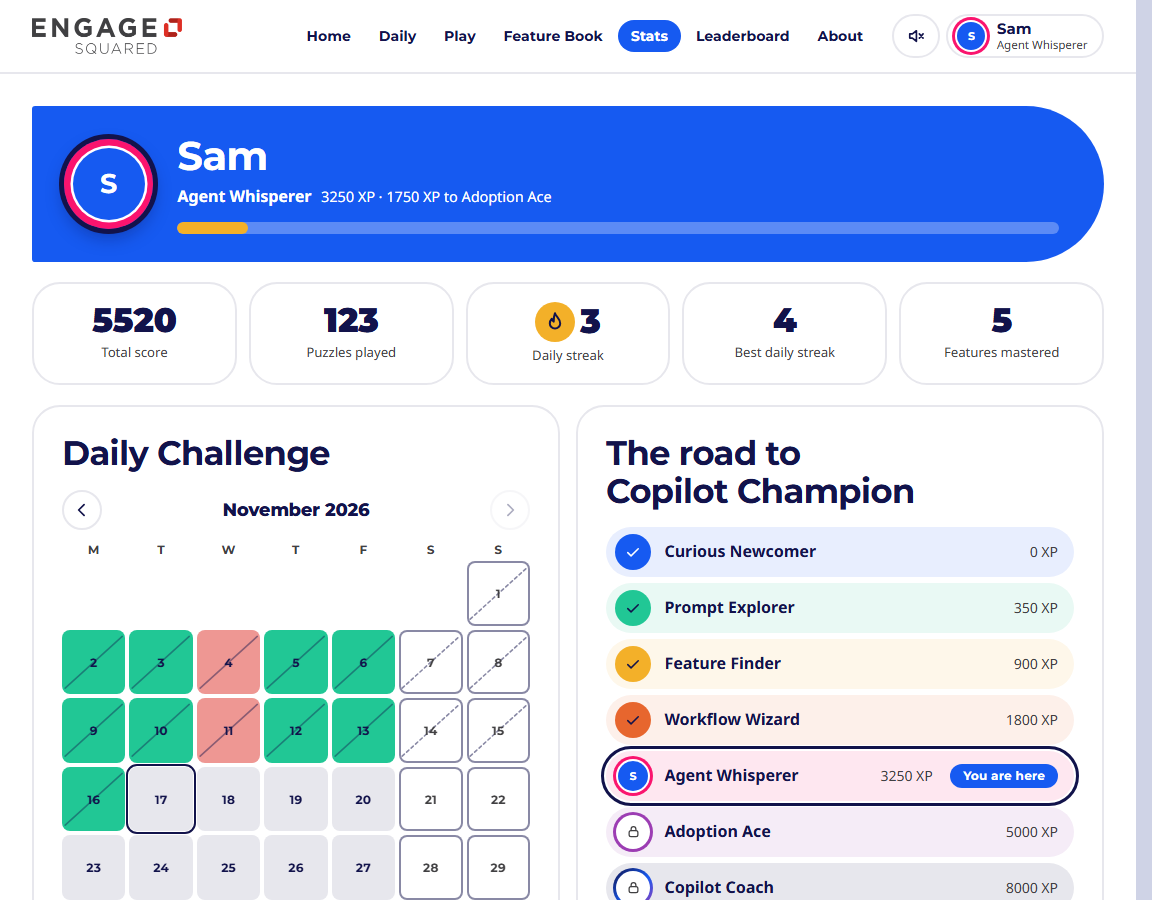 ENGAGE
SQUARED
Home Daily Play Feature Book Stats Leaderboard About
S
Sam
Agent Whisperer
S
Sam
Agent Whisperer 3250 XP · 1750 XP to Adoption Ace
5520
Total score
123
Puzzles played
3
Daily streak
4
Best daily streak
5
Features mastered
Daily Challenge
November 2026
M T W T F S S
1
2 3 4 5 6 7 8
9 10 11 12 13 14 15
16 17 18 19 20 21 22
23 24 25 26 27 28 29
The road to
Copilot Champion
Curious Newcomer 0 XP
Prompt Explorer 350 XP
Feature Finder 900 XP
Workflow Wizard 1800 XP
S Agent Whisperer 3250 XP You are here
Adoption Ace 5000 XP
Copilot Coach 8000 XP